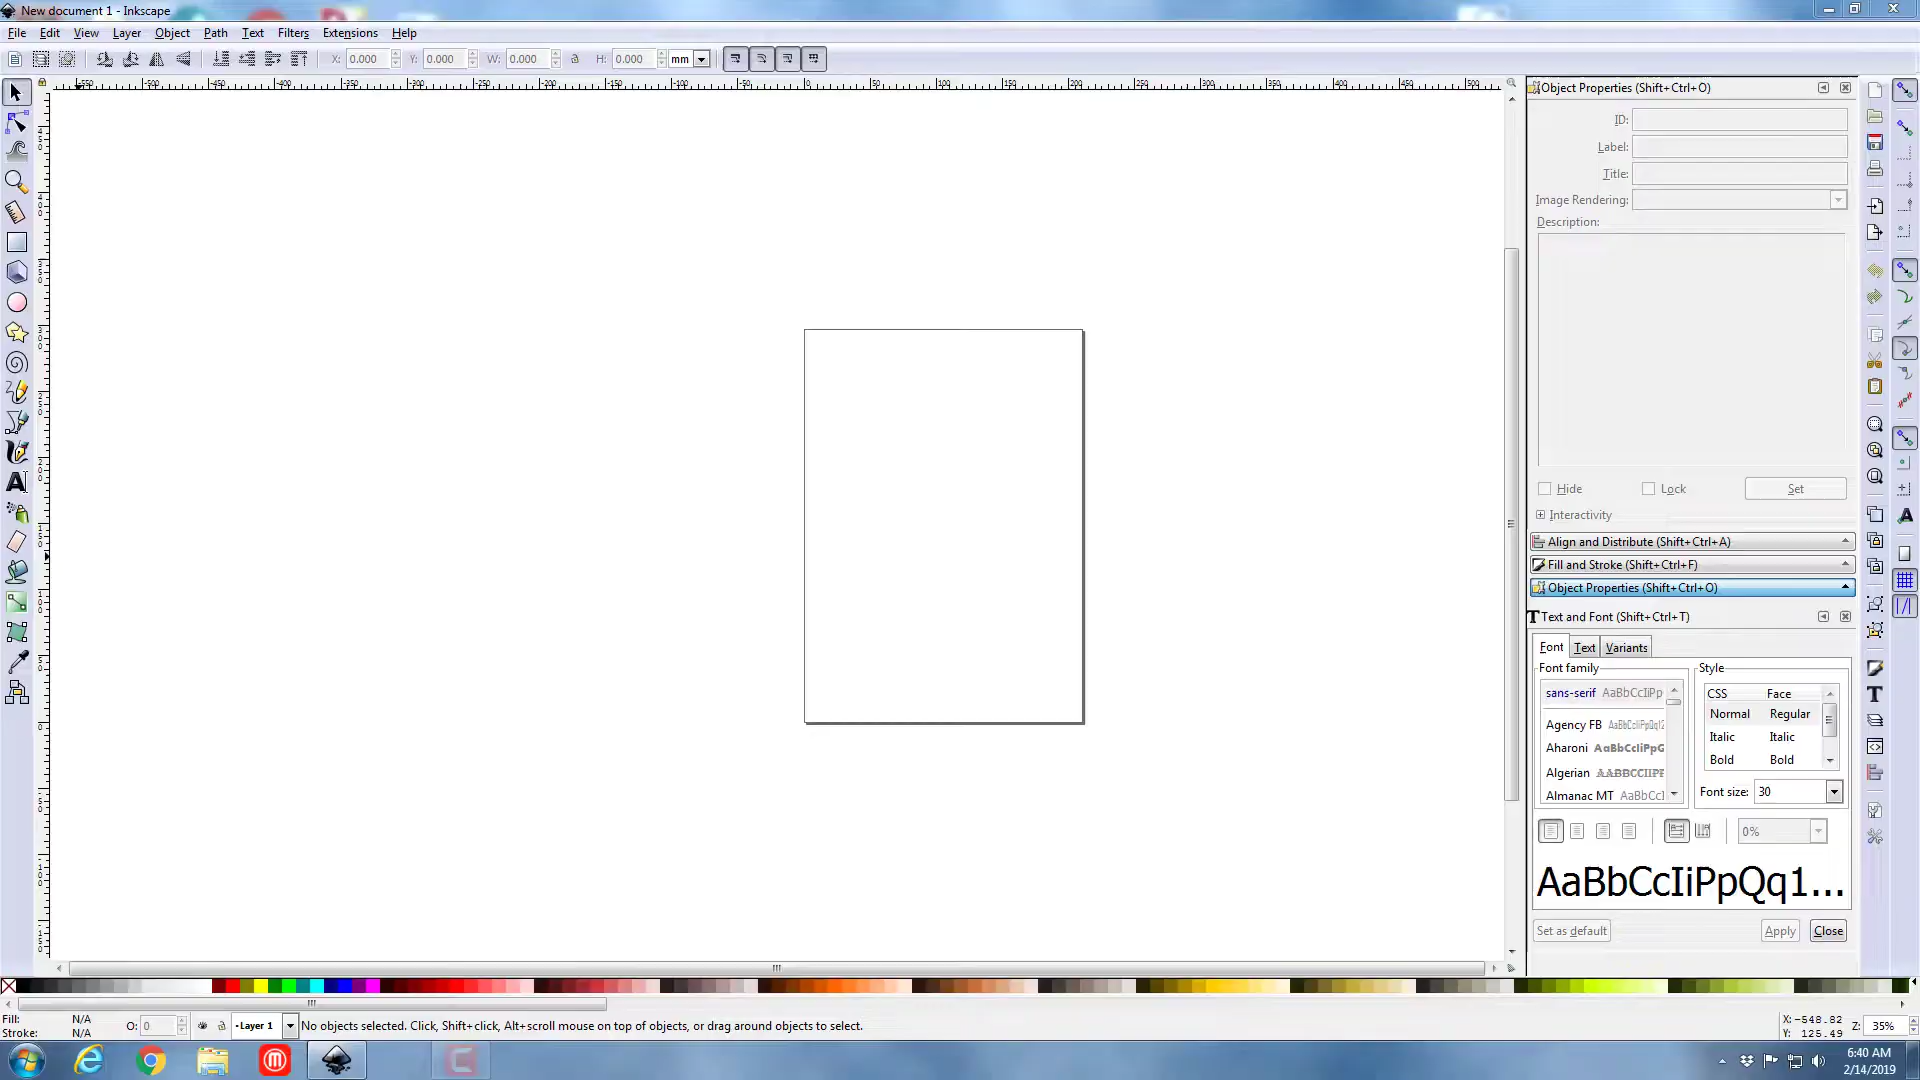 New document 1 - Inkscape
File Edit View Layer Object Path Text Filters Extensions Help
X: 0.000 Y: 0.000 W: 0.000 H: 0.000 mm
Object Properties (Shift+Ctrl+O)
ID:
Label:
Title:
Image Rendering:
Description:
Hide Lock Set
Interactivity
Align and Distribute (Shift+Ctrl+A)
Fill and Stroke (Shift+Ctrl+F)
Object Properties (Shift+Ctrl+O)
Text and Font (Shift+Ctrl+T)
Font Text Variants
Font family Style
sans-serif AaBbCcIiPp
CSS Face
Normal Regular
Agency FB AaBbCcIiPpQq12
Italic Italic
Aharoni AaBbCcIiPpQ
Bold Bold
Algerian AABBCCIIPP
Almanac MT AaBbCcI
Font size: 30
0%
AaBbCcIiPpQq1...
Set as default Apply Close
Fill: N/A
Stroke: N/A
O: 0
Layer 1
No objects selected. Click, Shift+click, Alt+scroll mouse on top of objects, or drag around objects to select.
X: -548.82
Y: 125.49
Z: 35%
6:40 AM
2/14/2019